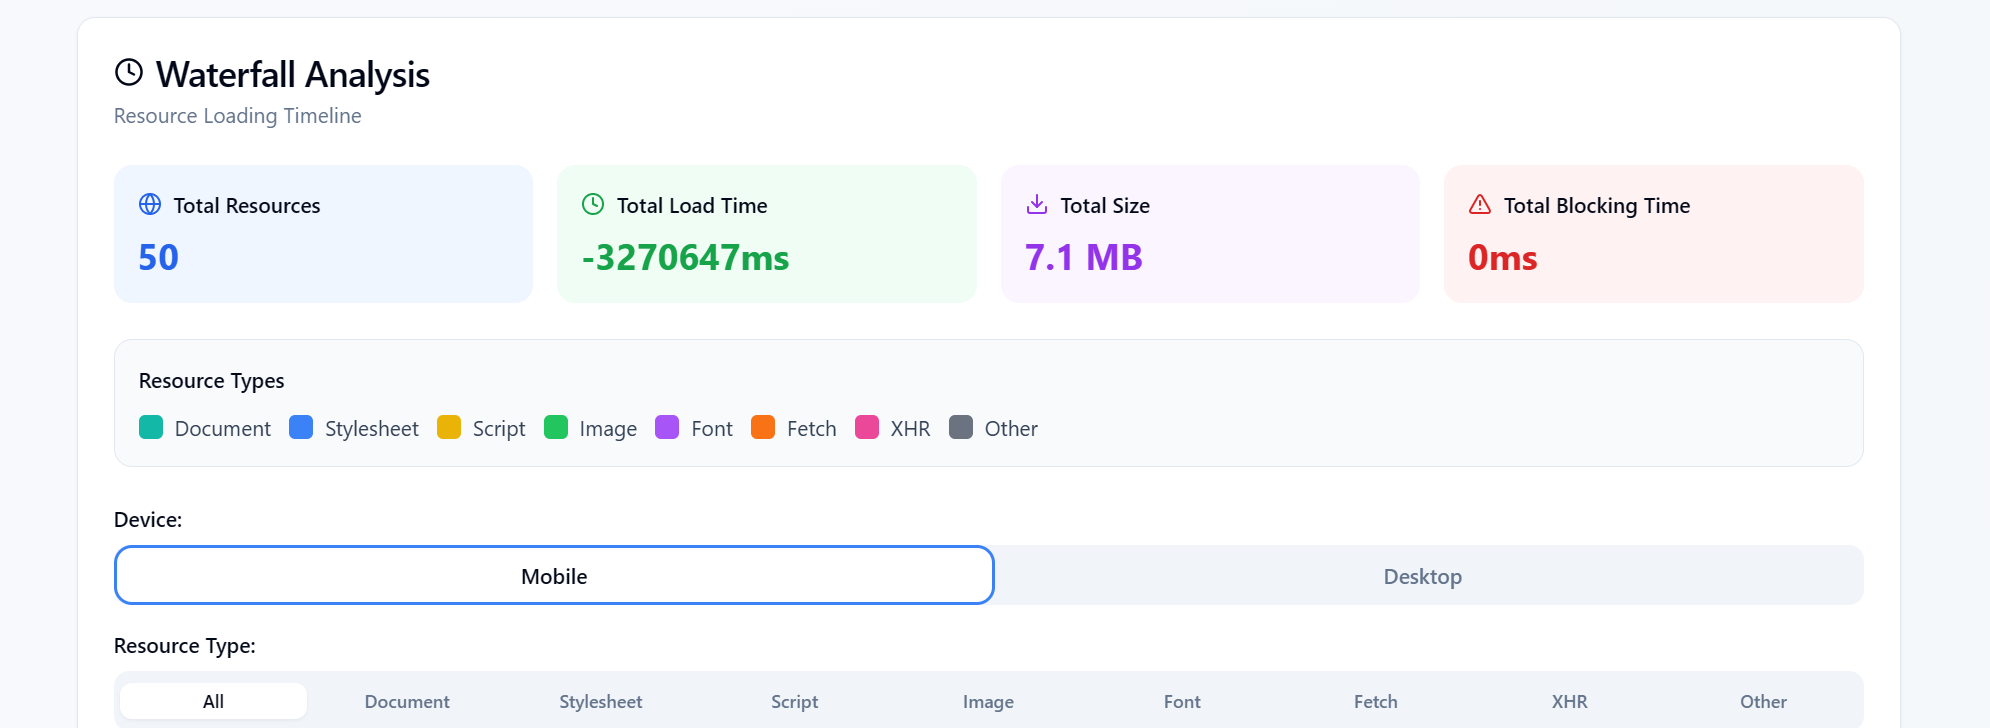 Waterfall Analysis
Resource Loading Timeline
Total Resources
50
Total Load Time
-3270647ms
Total Size
7.1 MB
Total Blocking Time
0ms
Resource Types
Document Stylesheet Script Image Font Fetch XHR Other
Device:
Mobile Desktop
Resource Type:
All Document Stylesheet Script Image Font Fetch XHR Other